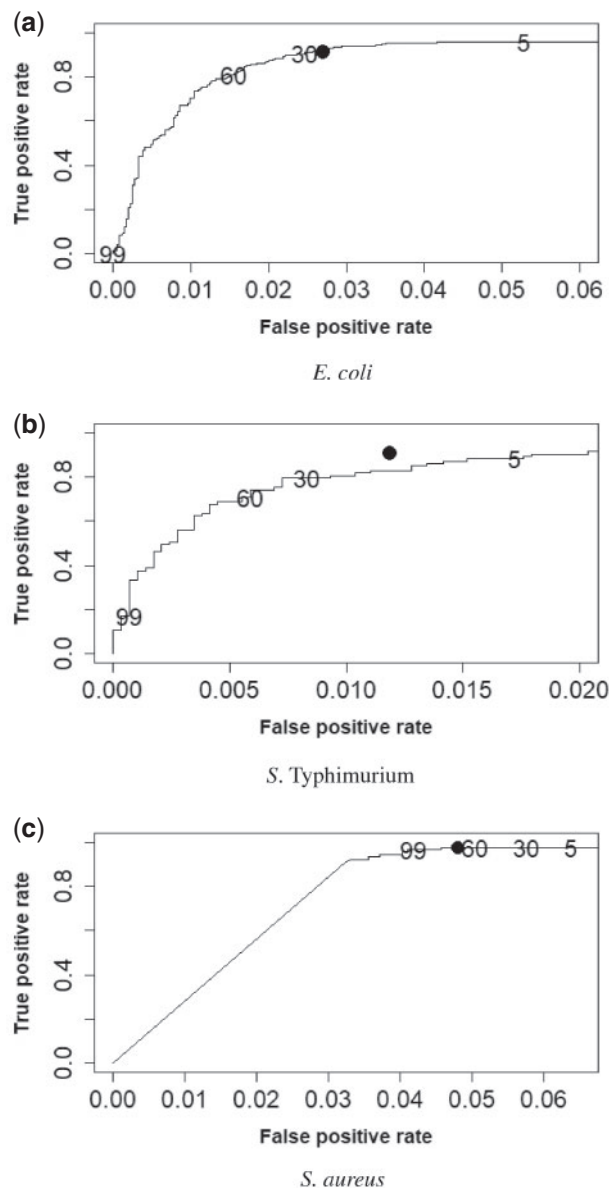 (a)
True positive rate
0.0 0.4 0.8
99 60 30 5
0.00 0.01 0.02 0.03 0.04 0.05 0.06
False positive rate
E. coli
(b)
True positive rate
0.0 0.4 0.8
99 60 30 5
0.000 0.005 0.010 0.015 0.020
False positive rate
S. Typhimurium
(c)
True positive rate
0.0 0.4 0.8
99 60 30 5
0.00 0.01 0.02 0.03 0.04 0.05 0.06
False positive rate
S. aureus